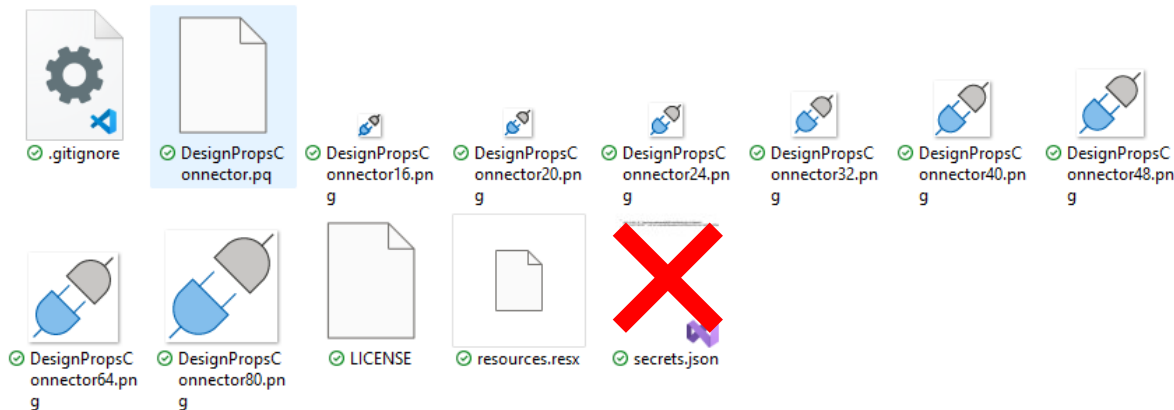 .gitignore
DesignPropsC
onnector.pq
DesignPropsC
onnector16.pn
g
DesignPropsC
onnector20.pn
g
DesignPropsC
onnector24.pn
g
DesignPropsC
onnector32.pn
g
DesignPropsC
onnector40.pn
g
DesignPropsC
onnector48.pn
g
DesignPropsC
onnector64.pn
g
DesignPropsC
onnector80.pn
g
LICENSE
resources.resx
secrets.json